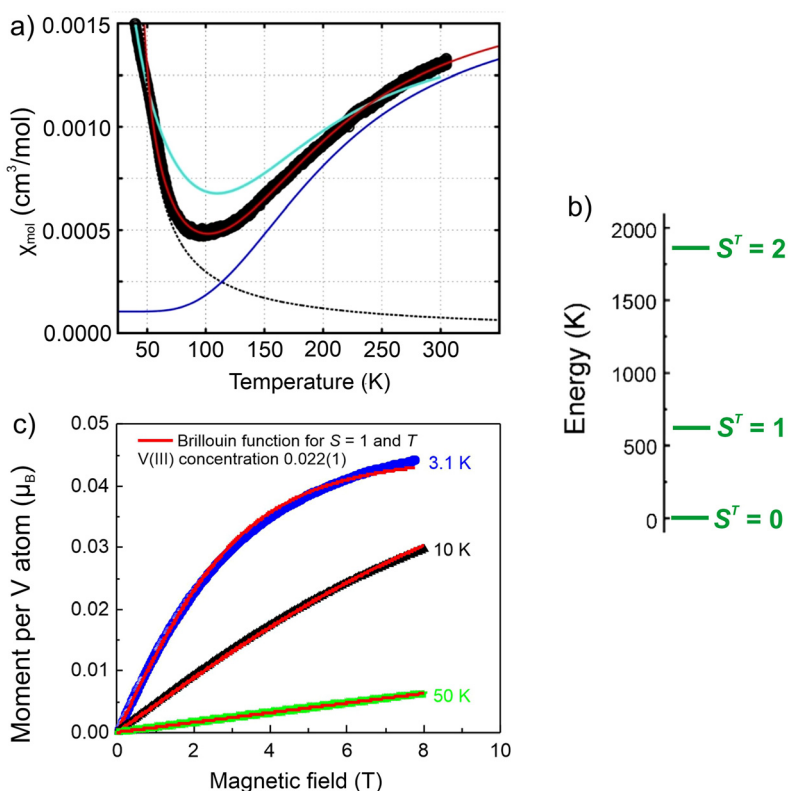 a)
0.0015
0.0010
0.0005
0.0000
χmol (cm³/mol)
50 100 150 200 250 300
Temperature (K)
b)
2000
1500
1000
500
0
Energy (K)
Sᵀ = 2
Sᵀ = 1
Sᵀ = 0
c)
0.05
0.04
0.03
0.02
0.01
0.00
Moment per V atom (μB)
Brillouin function for S = 1 and T
V(III) concentration 0.022(1)
3.1 K
10 K
50 K
0 2 4 6 8 10
Magnetic field (T)